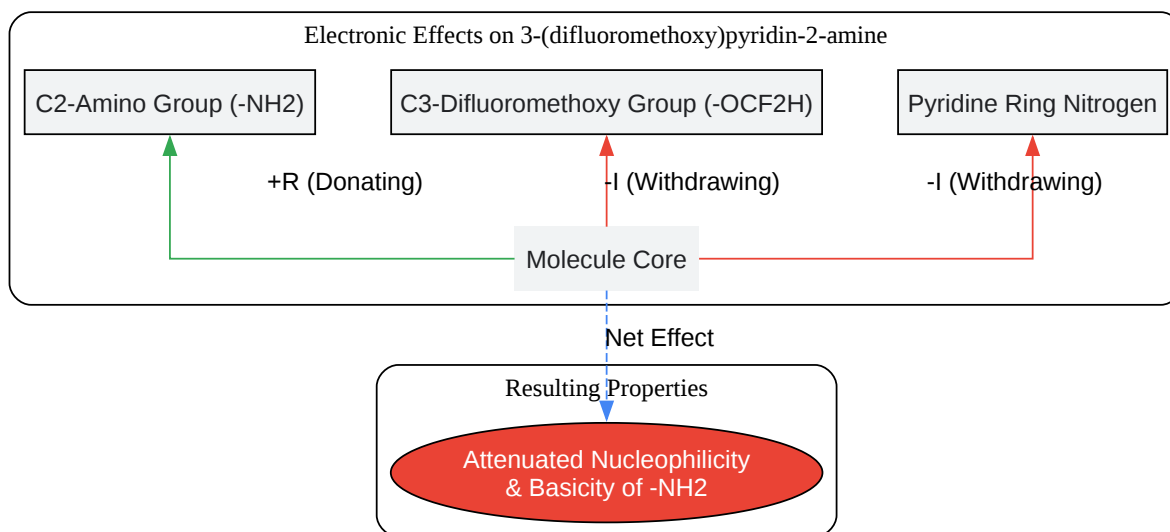 Electronic Effects on 3-(difluoromethoxy)pyridin-2-amine
C2-Amino Group (-NH2)
C3-Difluoromethoxy Group (-OCF2H)
Pyridine Ring Nitrogen
+R (Donating)
-I (Withdrawing)
-I (Withdrawing)
Molecule Core
Net Effect
Resulting Properties
Attenuated Nucleophilicity
& Basicity of -NH2